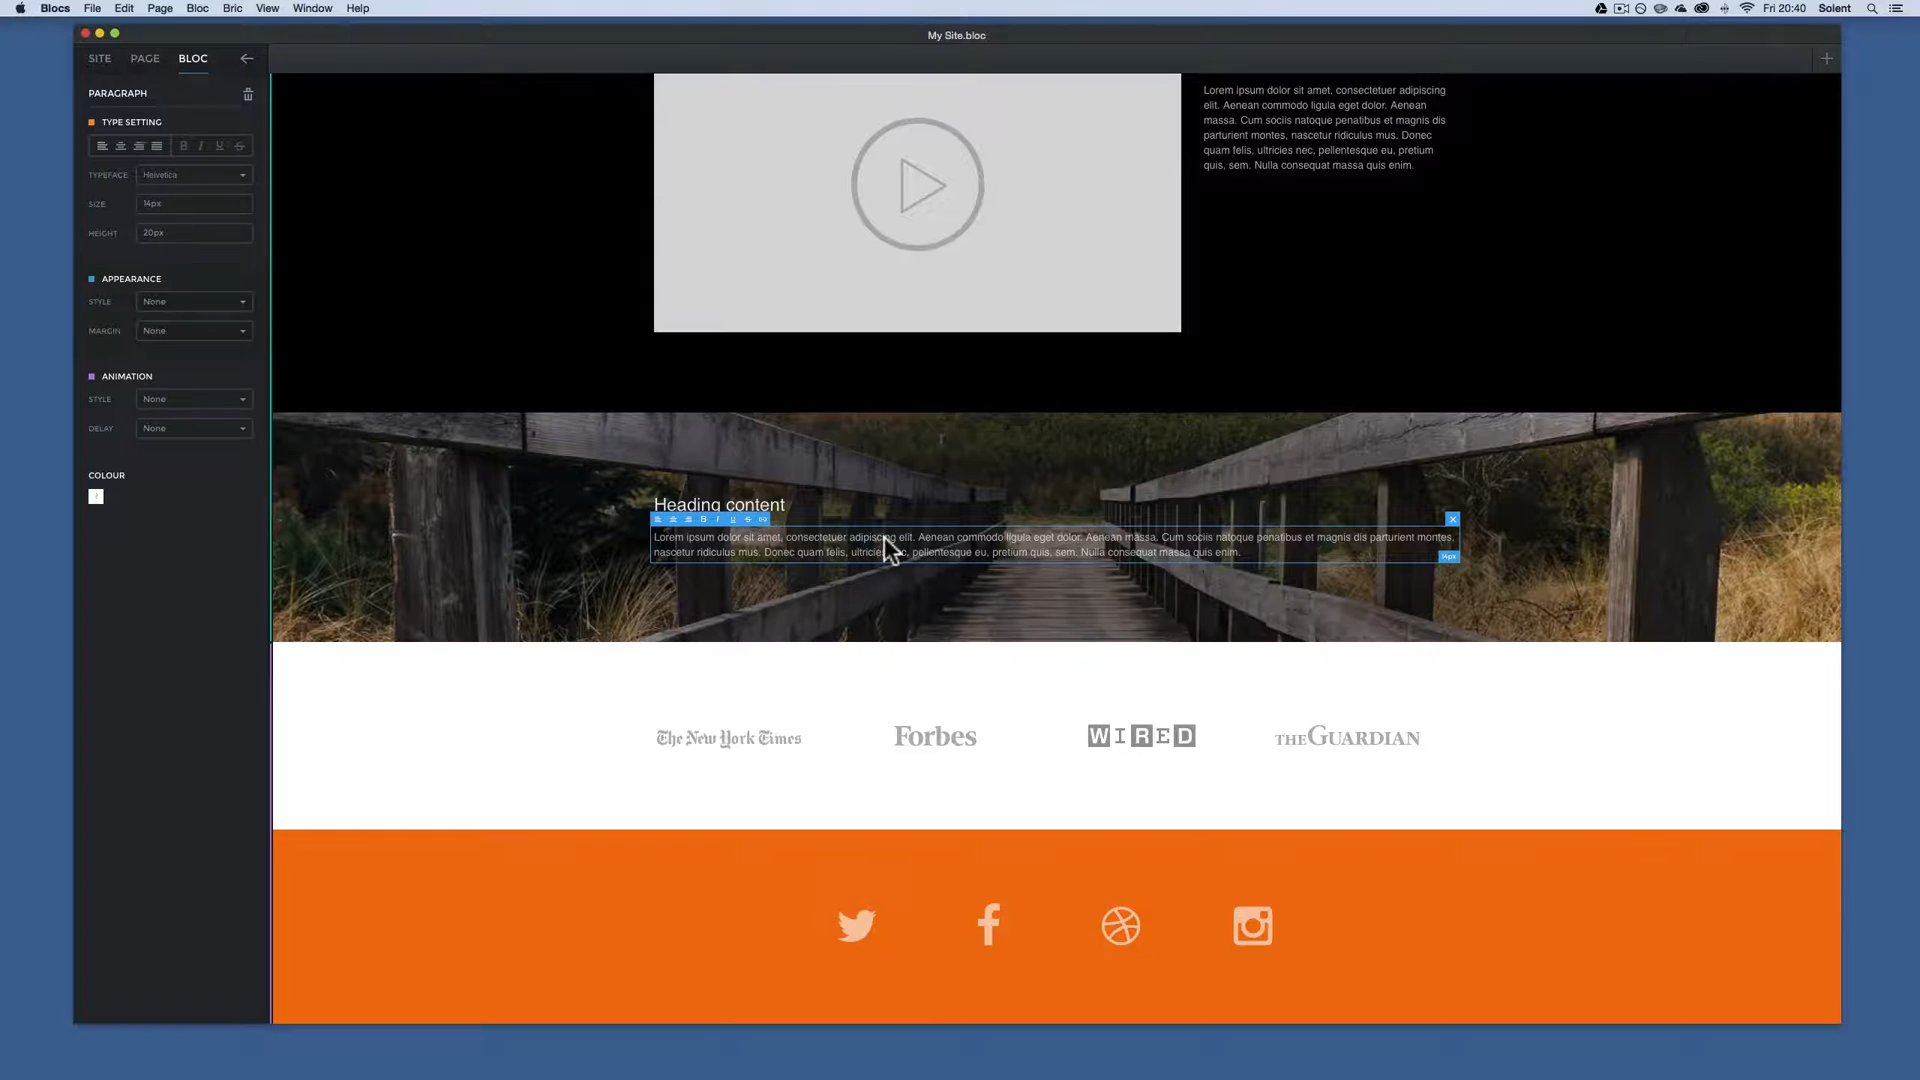 Blocs File Edit Page Bloc Bric View Window Help
Fri 20:40 Solent
My Site.bloc
SITE PAGE BLOC
PARAGRAPH
TYPE SETTING
B I U S
TYPEFACE Helvetica
SIZE 14px
HEIGHT 20px
APPEARANCE
STYLE None
MARGIN None
ANIMATION
STYLE None
DELAY None
COLOUR
Lorem ipsum dolor sit amet, consectetuer adipiscing
elit. Aenean commodo ligula eget dolor. Aenean
massa. Cum sociis natoque penatibus et magnis dis
parturient montes, nascetur ridiculus mus. Donec
quam felis, ultricies nec, pellentesque eu, pretium
quis, sem. Nulla consequat massa quis enim.
Heading content
B I U S
Lorem ipsum dolor sit amet, consectetuer adipiscing elit. Aenean commodo ligula eget dolor. Aenean massa. Cum sociis natoque penatibus et magnis dis parturient montes,
nascetur ridiculus mus. Donec quam felis, ultricies nec, pellentesque eu, pretium quis, sem. Nulla consequat massa quis enim.
14px
The New York Times Forbes WIRED THE GUARDIAN